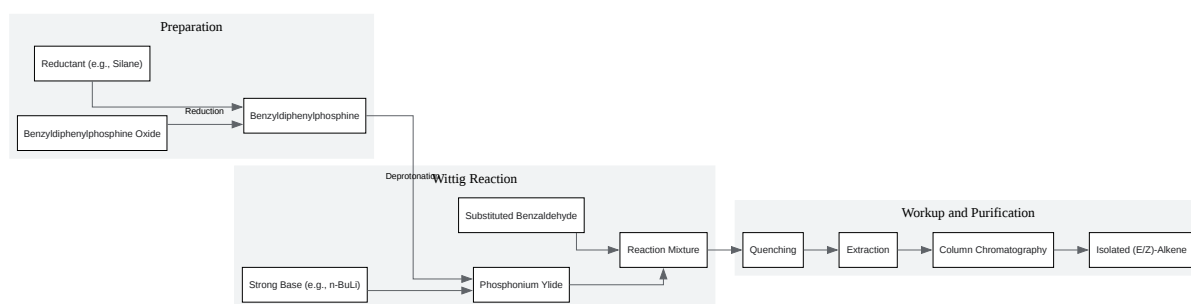 Preparation
Reductant (e.g., Silane)
Reduction
Benzyldiphenylphosphine
Benzyldiphenylphosphine Oxide
Deprotonation
Wittig Reaction
Substituted Benzaldehyde
Reaction Mixture
Strong Base (e.g., n-BuLi)
Phosphonium Ylide
Workup and Purification
Quenching
Extraction
Column Chromatography
Isolated (E/Z)-Alkene